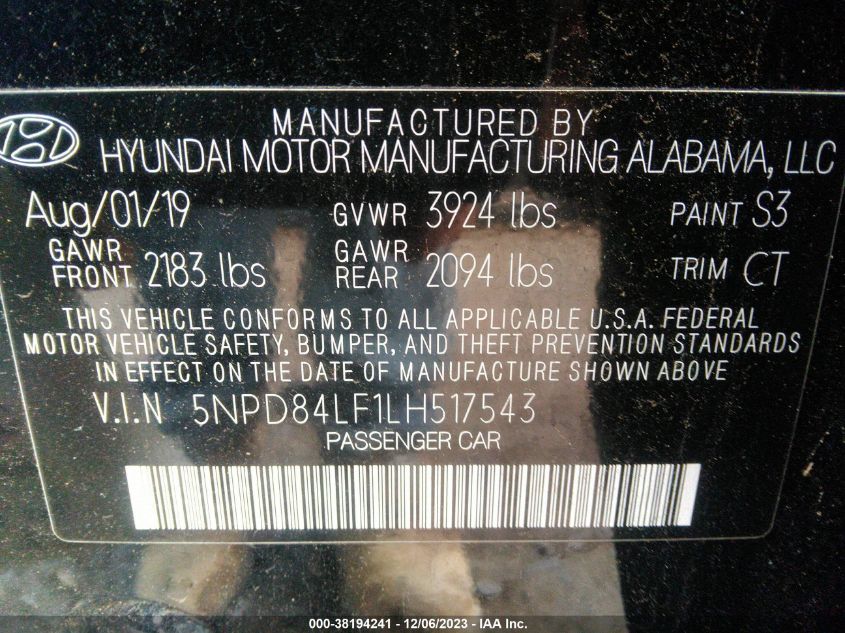 MANUFACTURED BY
HYUNDAI MOTOR MANUFACTURING ALABAMA, LLC
Aug/01/19 GVWR 3924 lbs PAINT S3
GAWR FRONT 2183 lbs GAWR REAR 2094 lbs TRIM CT
THIS VEHICLE CONFORMS TO ALL APPLICABLE U.S.A. FEDERAL
MOTOR VEHICLE SAFETY, BUMPER, AND THEFT PREVENTION STANDARDS
IN EFFECT ON THE DATE OF MANUFACTURE SHOWN ABOVE
V.I.N 5NPD84LF1LH517543
PASSENGER CAR
000-38194241 - 12/06/2023 - IAA Inc.